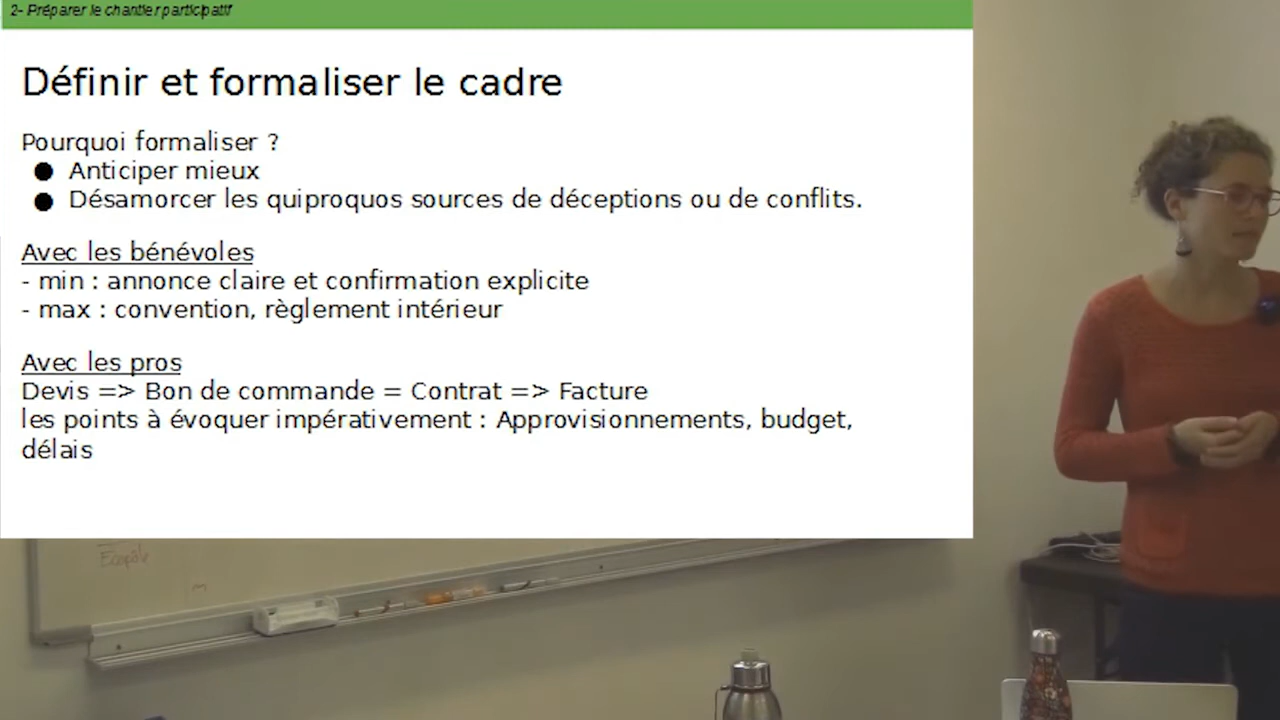 2- Préparer le chantier participatif
Définir et formaliser le cadre
Pourquoi formaliser ?
● Anticiper mieux
● Désamorcer les quiproquos sources de déceptions ou de conflits.
Avec les bénévoles
- min : annonce claire et confirmation explicite
- max : convention, règlement intérieur
Avec les pros
Devis => Bon de commande = Contrat => Facture
les points à évoquer impérativement : Approvisionnements, budget,
délais
Ecopôle